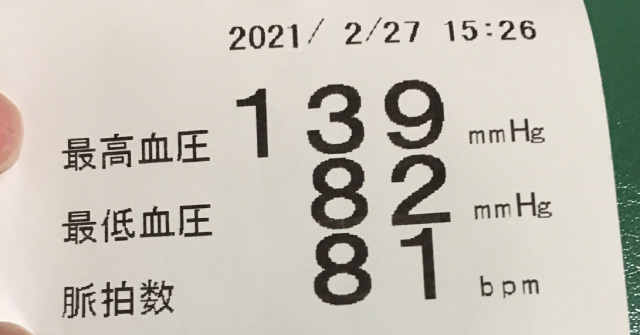 2021/ 2/27 15:26
最高血圧 139 mmHg
最低血圧 82 mmHg
脈拍数 81 bpm